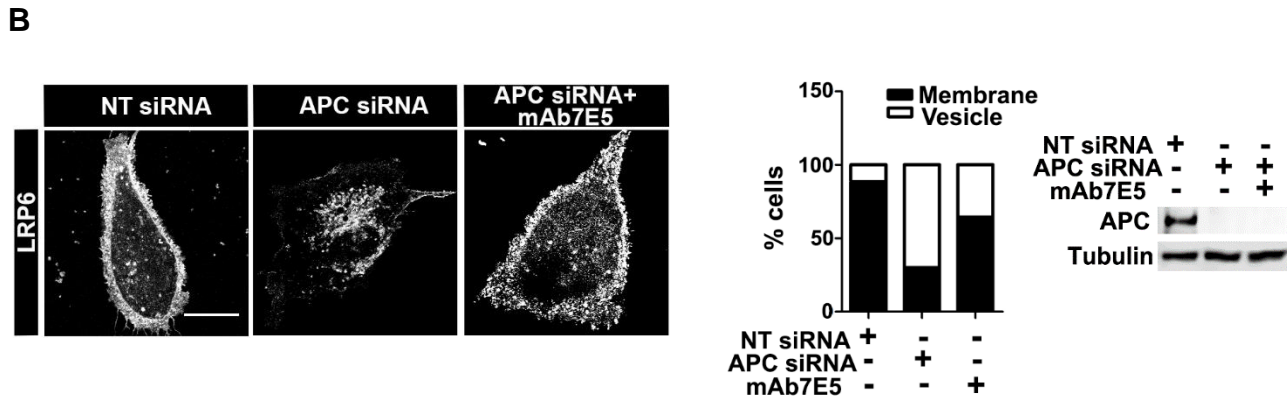 B
NT siRNA
APC siRNA
APC siRNA+
mAb7E5
LRP6
150
100
50
0
% cells
Membrane
Vesicle
NT siRNA + - -
APC siRNA - + -
mAb7E5 - - +
NT siRNA + - -
APC siRNA - + +
mAb7E5 - - +
APC
Tubulin